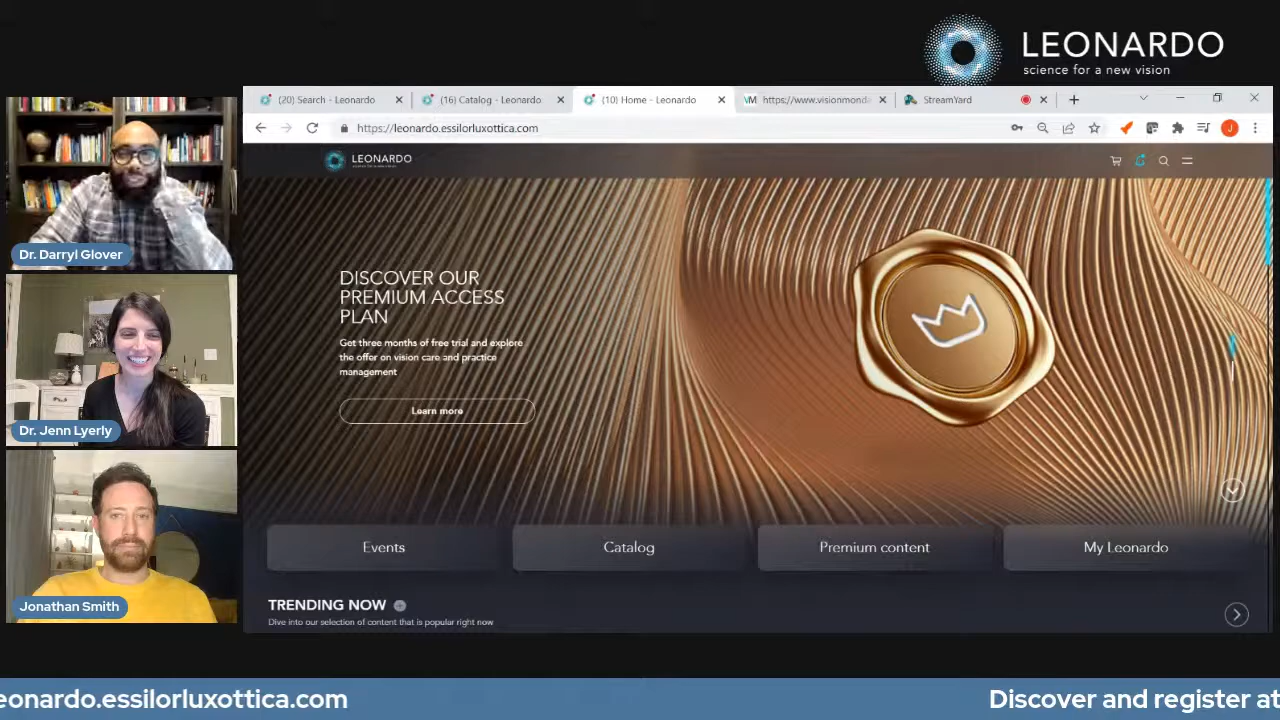 LEONARDO
science for a new vision
(20) Search - Leonardo
(16) Catalog - Leonardo
(10) Home - Leonardo
VM https://www.visionmonda
StreamYard
https://leonardo.essilorluxottica.com
J
LEONARDO
DISCOVER OUR
PREMIUM ACCESS
PLAN
Get three months of free trial and explore
the offer on vision care and practice
management
Learn more
Events
Catalog
Premium content
My Leonardo
TRENDING NOW
Dive into our selection of content that is popular right now
Dr. Darryl Glover
Dr. Jenn Lyerly
Jonathan Smith
eonardo.essilorluxottica.com
Discover and register at